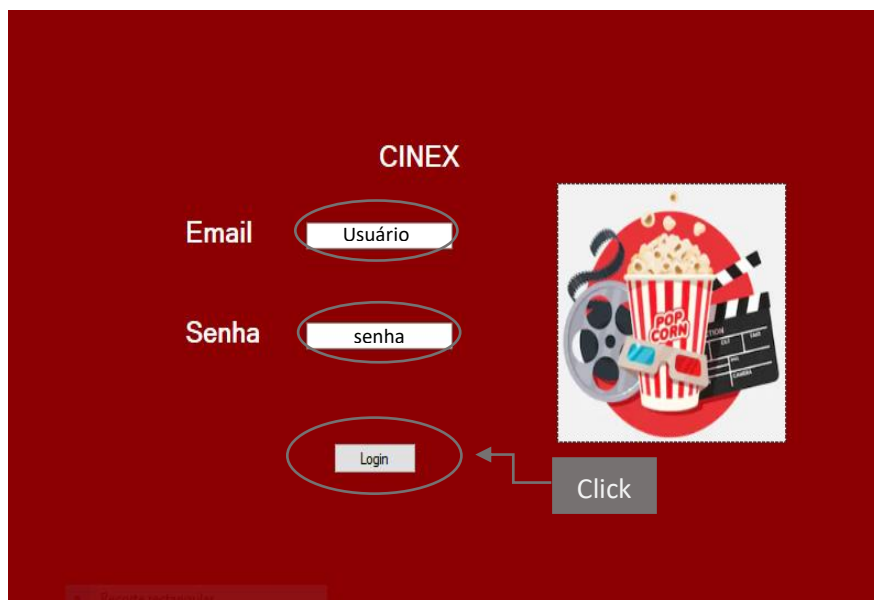 CINEX
Email
Usuário
Senha
senha
POP
CORN
Login
Click